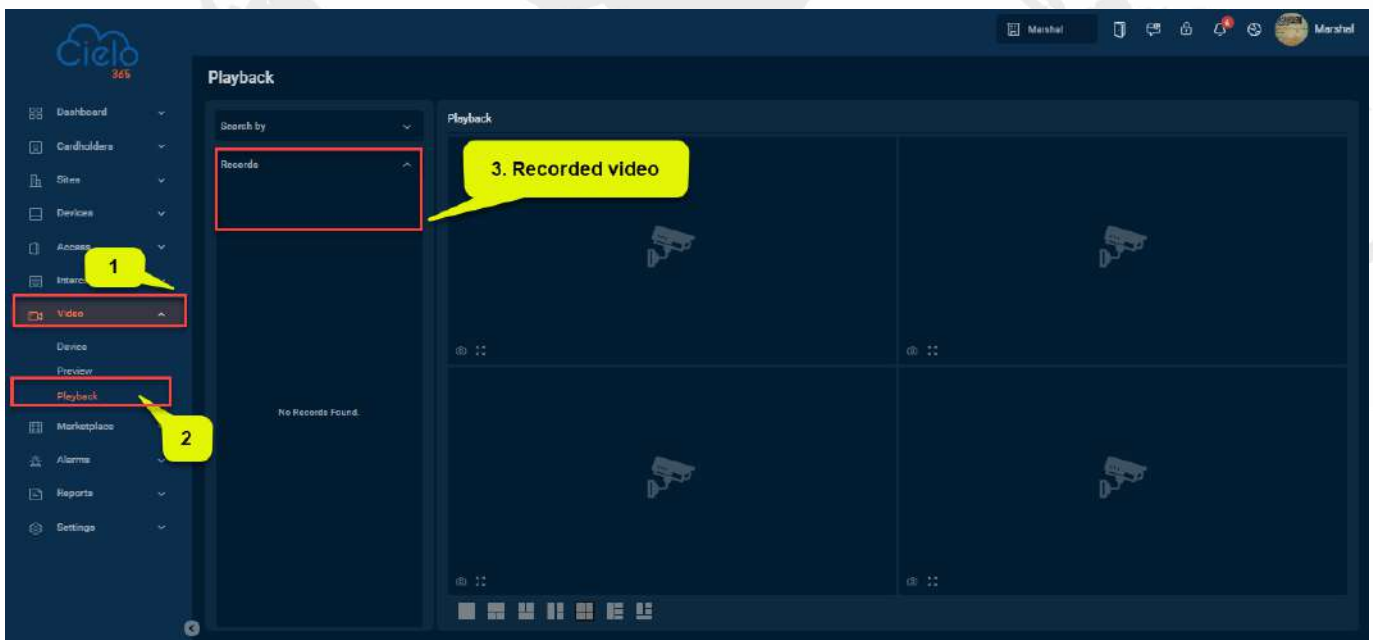 Cielo
365
Marshal
6
Marshal
Playback
Dashboard
Cardholders
Sites
Devices
Access
1
Video
Device
Preview
Playback
2
Marketplace
Alarms
Reports
Settings
Search by
Records
No Records Found.
Playback
3. Recorded video